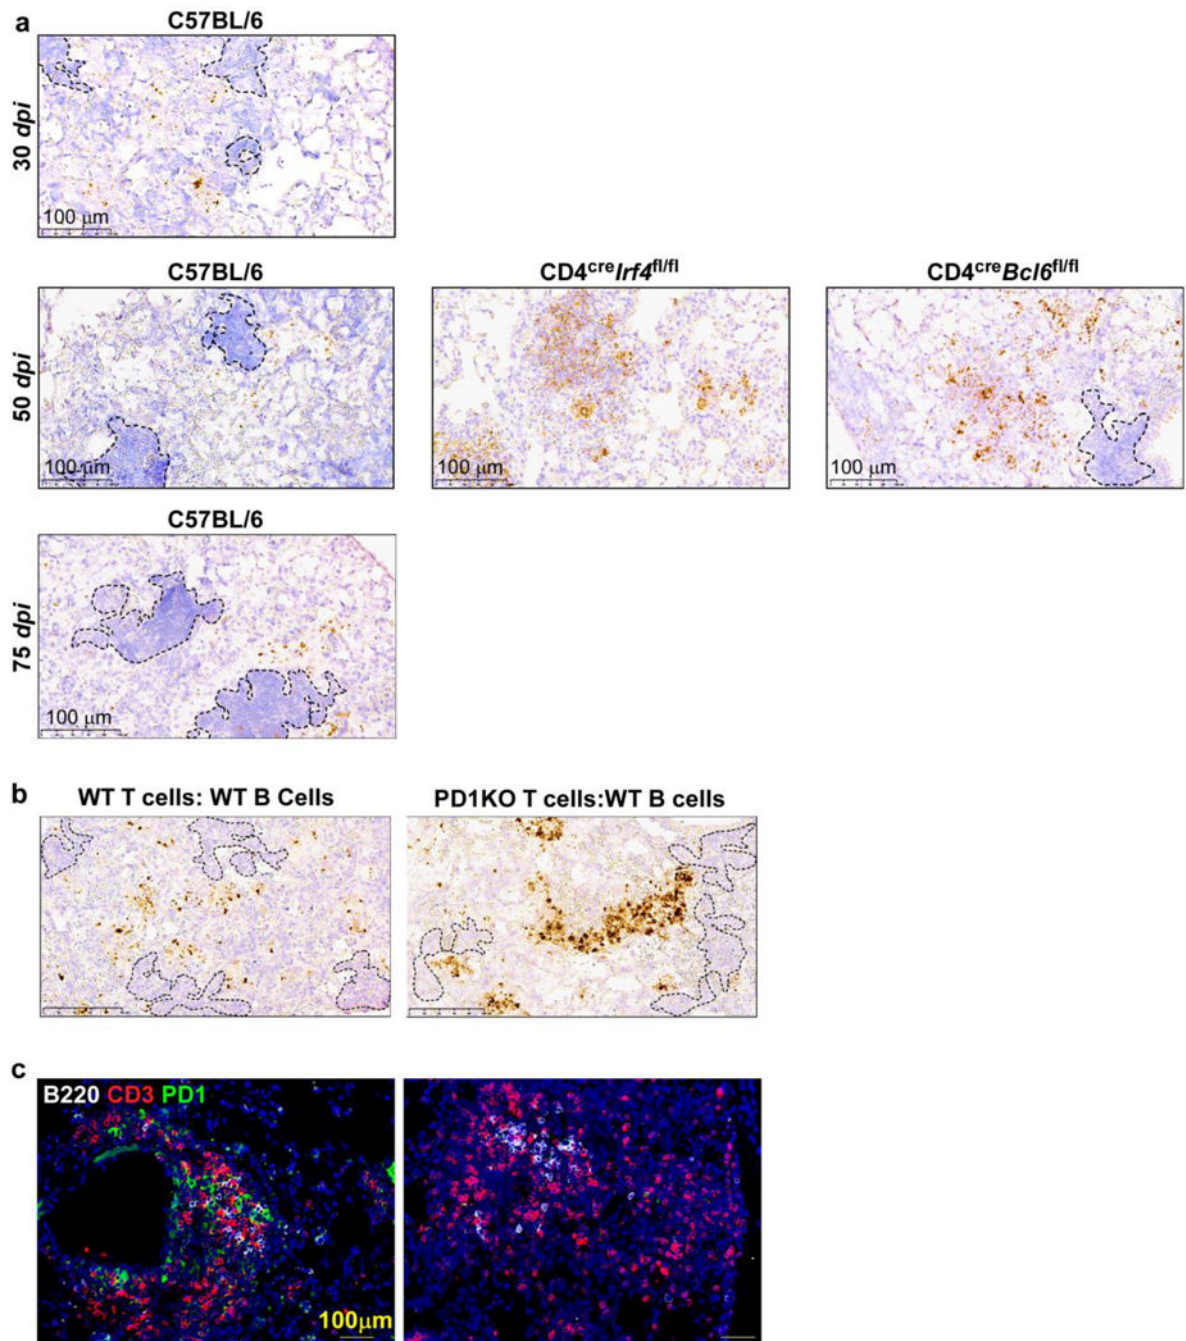 a
C57BL/6
30 dpi
100 μm
C57BL/6
CD4creIrf4fl/fl
CD4creBcl6fl/fl
50 dpi
100 μm
100 μm
100 μm
C57BL/6
75 dpi
100 μm
b
WT T cells: WT B Cells
PD1KO T cells:WT B cells
c
B220 CD3 PD1
100μm